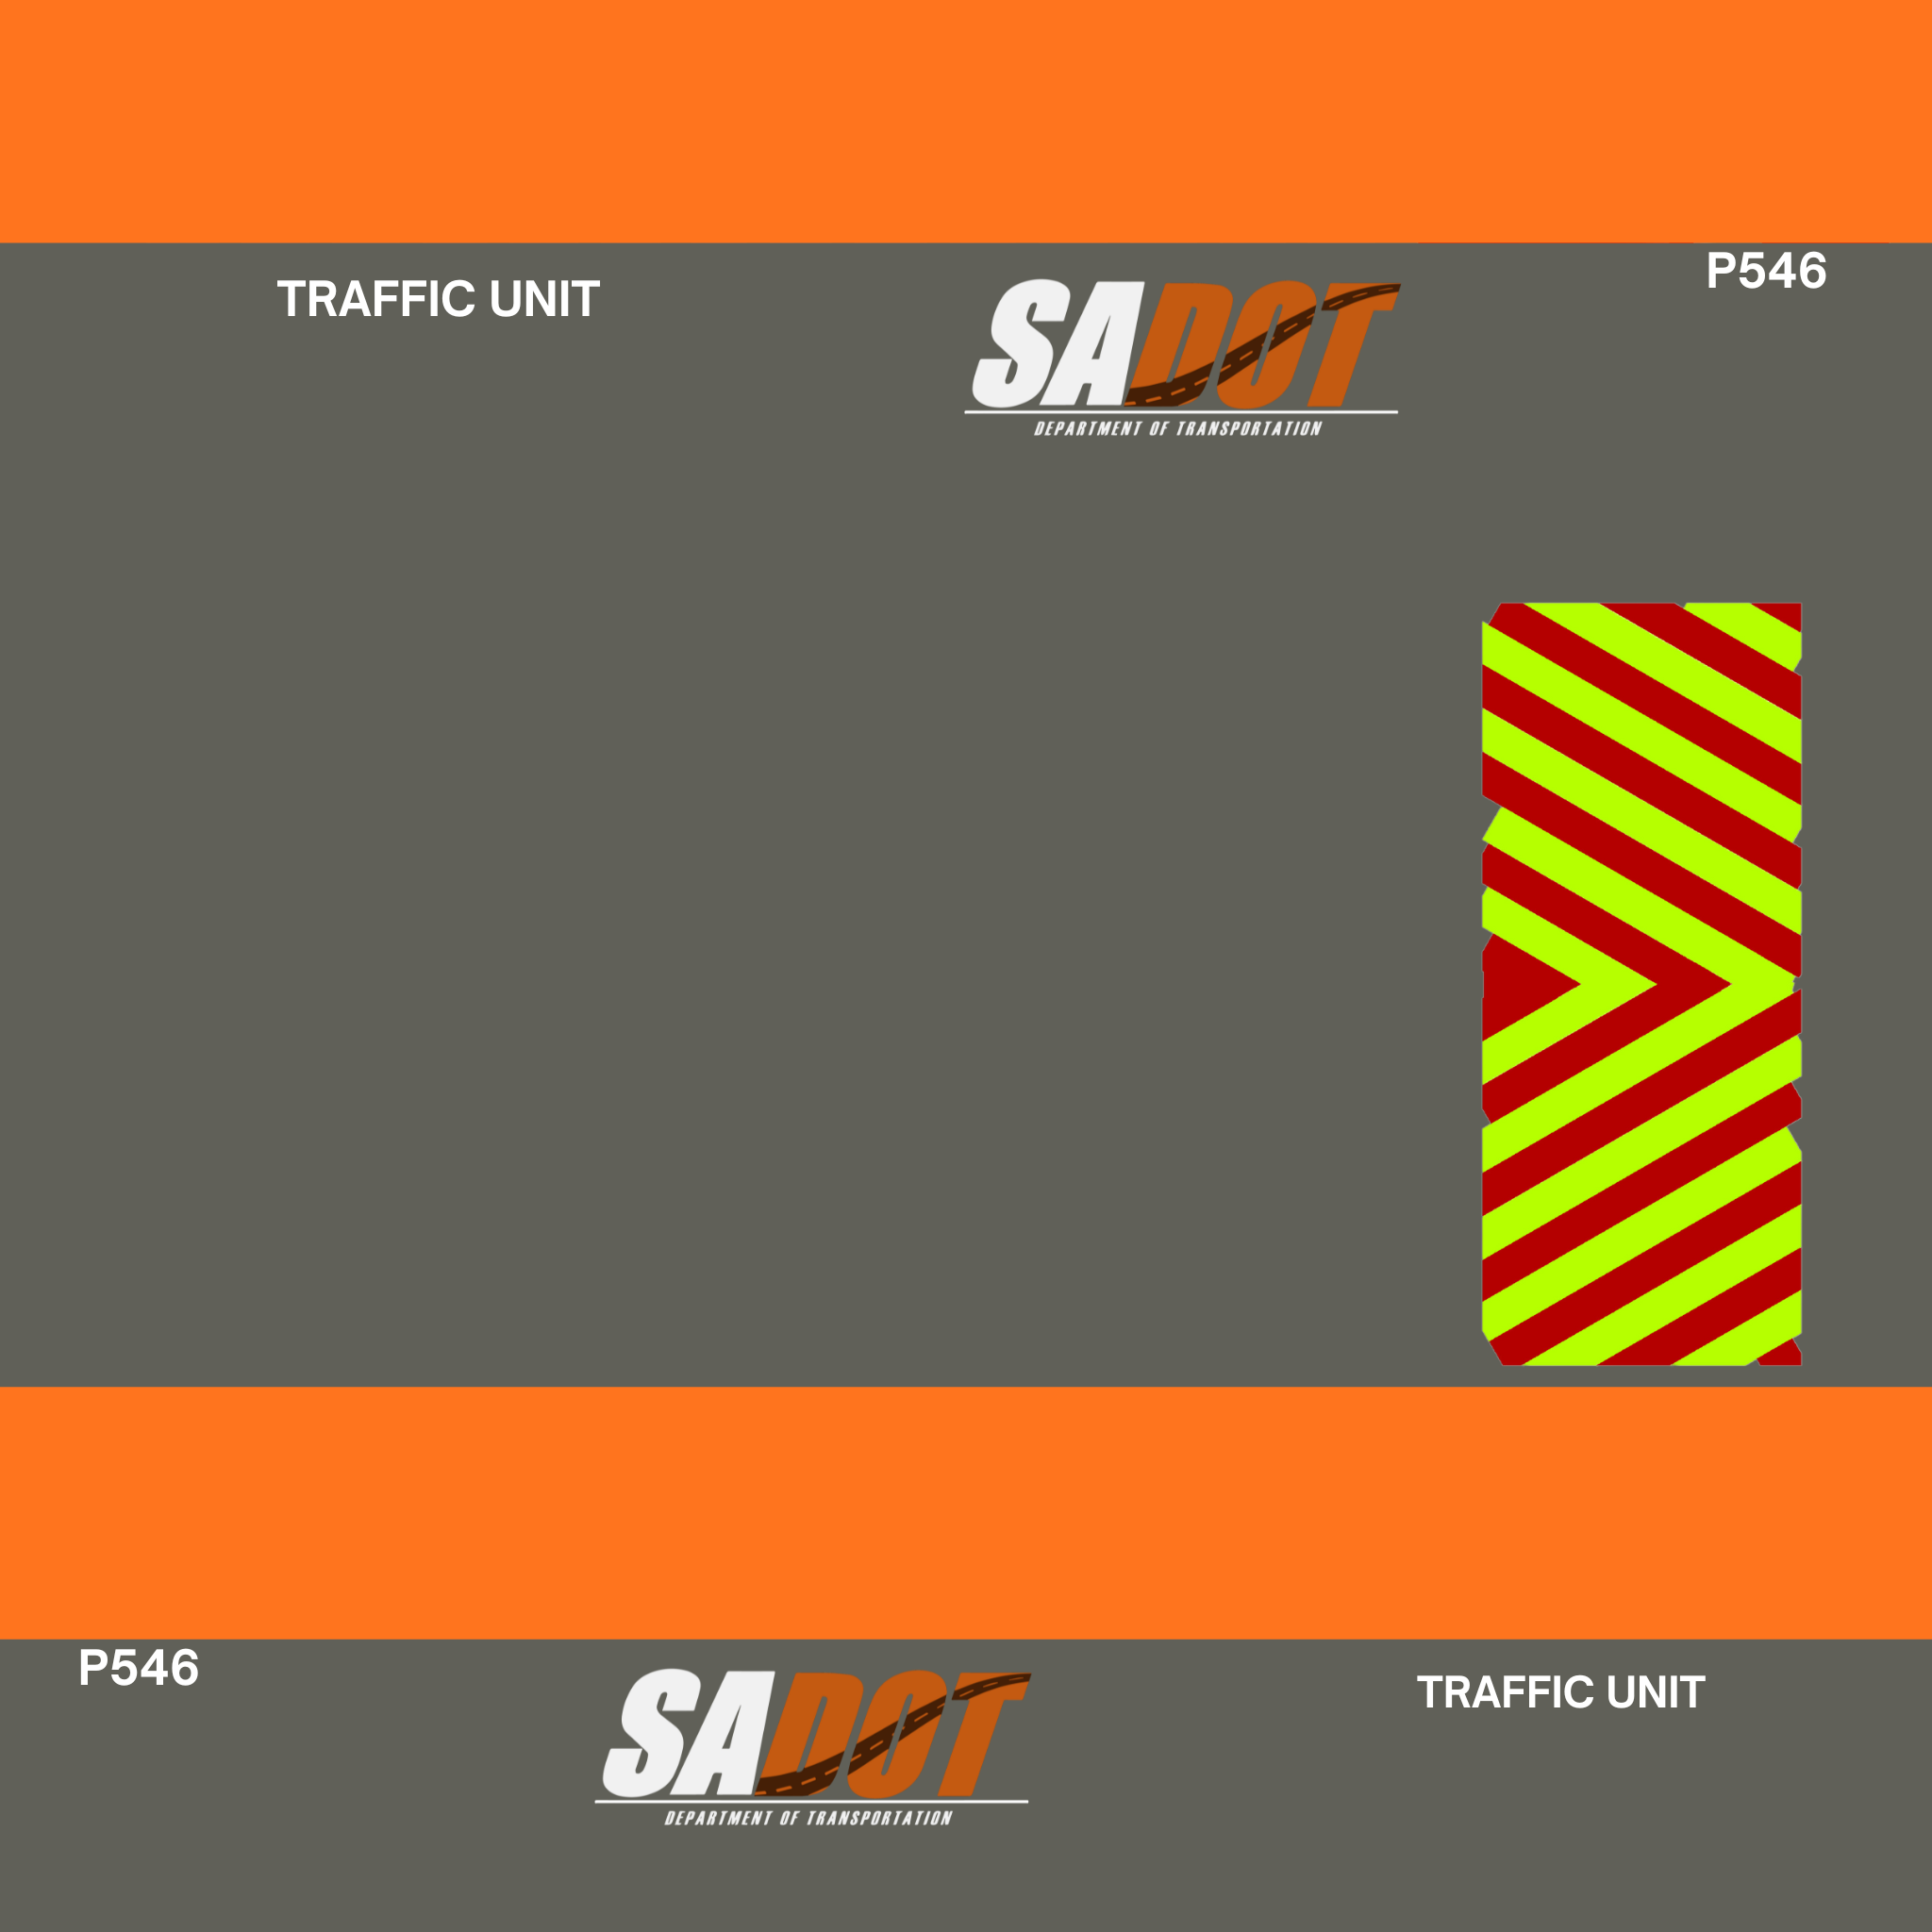 P546
TRAFFIC UNIT
SADOT
DEPARTMENT OF TRANSPORTATION
P546
SADOT
TRAFFIC UNIT
DEPARTMENT OF TRANSPORTATION